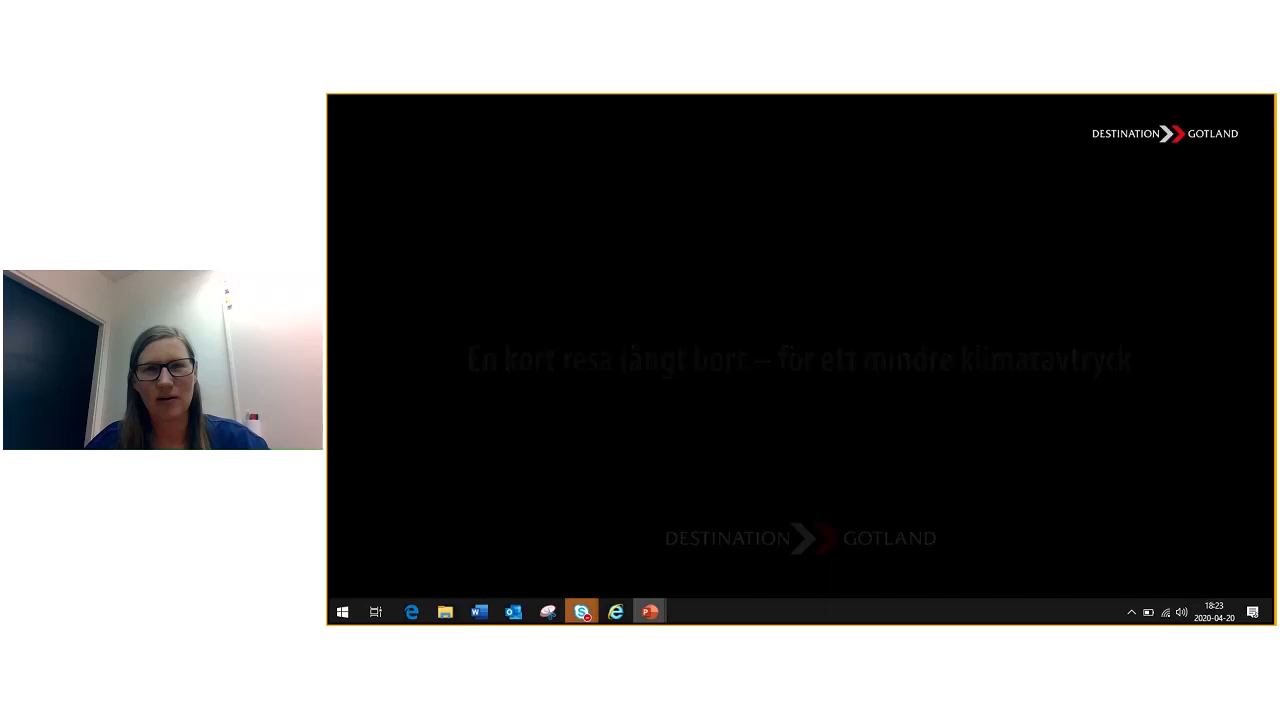 DESTINATION GOTLAND
En kort resa långt bort – för ett mindre klimatavtryck
DESTINATION GOTLAND
18:23
2020-04-20